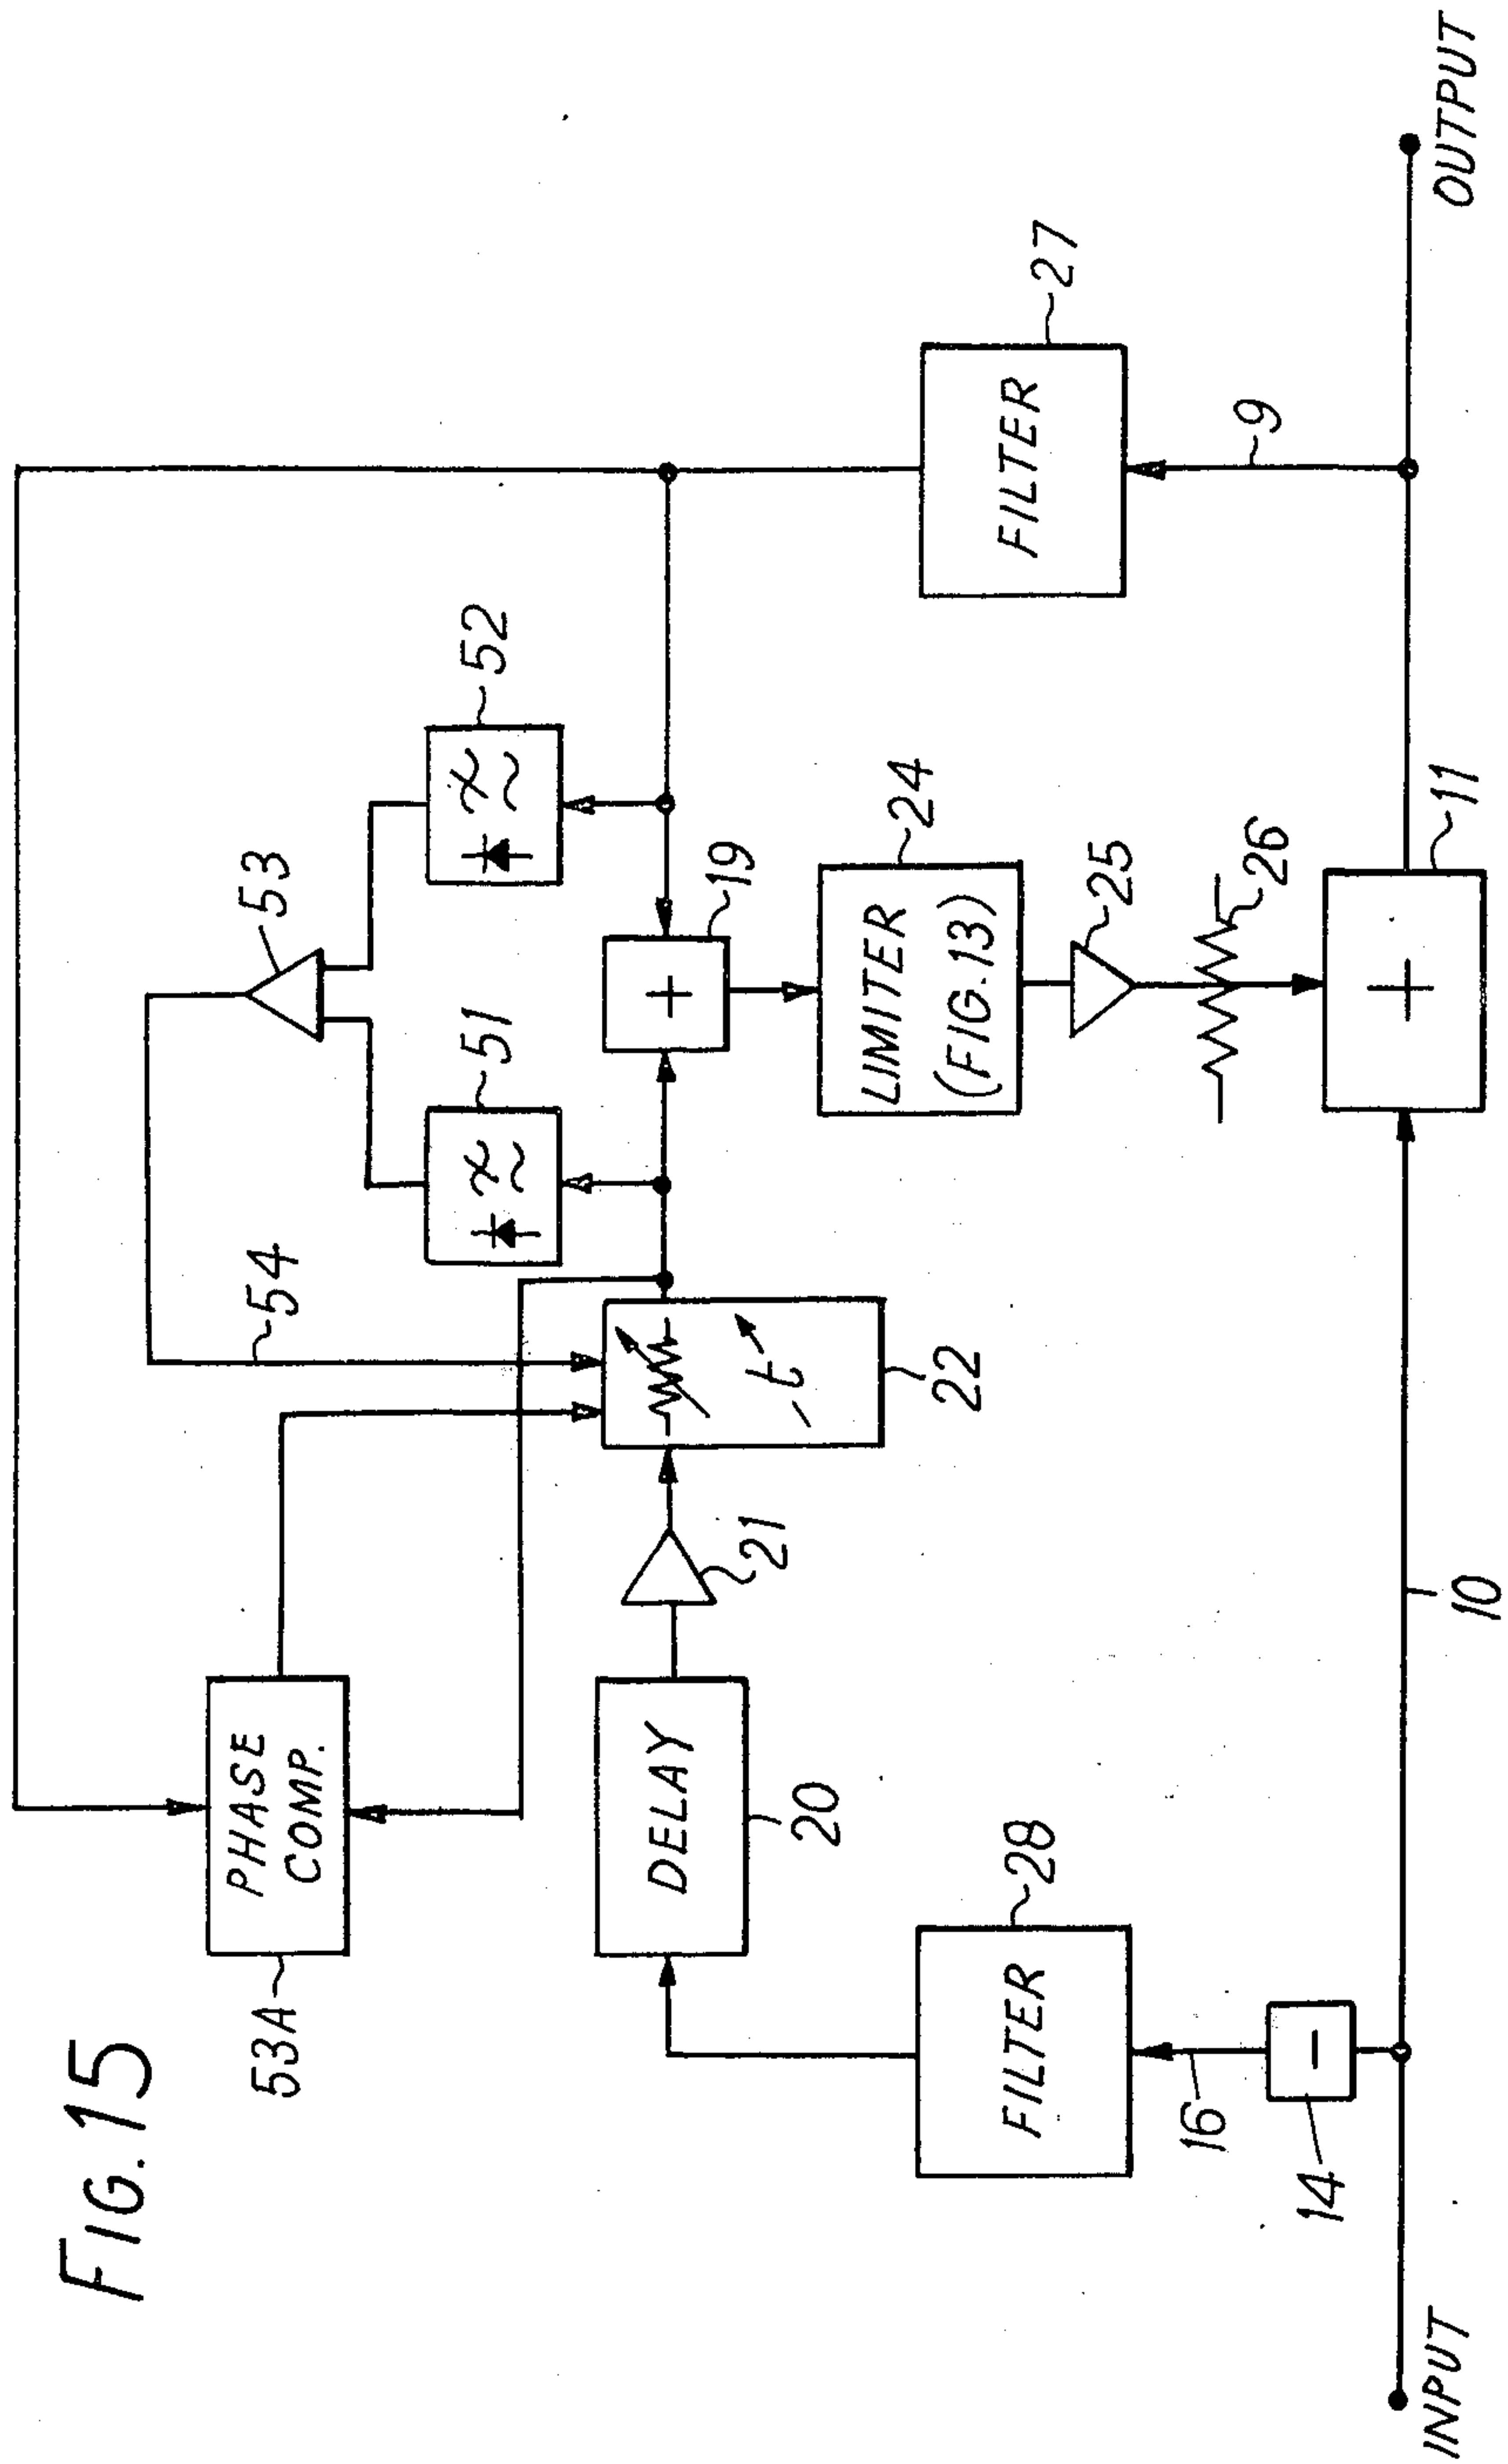 FIG. 15
53A
PHASE
COMP.
54
53
51
52
DELAY
20
21
22
-t
+
19
LIMITER
(FIG. 13)
24
25
26
FILTER
27
FILTER
28
16
-
14
9
+
11
10
INPUT
OUTPUT